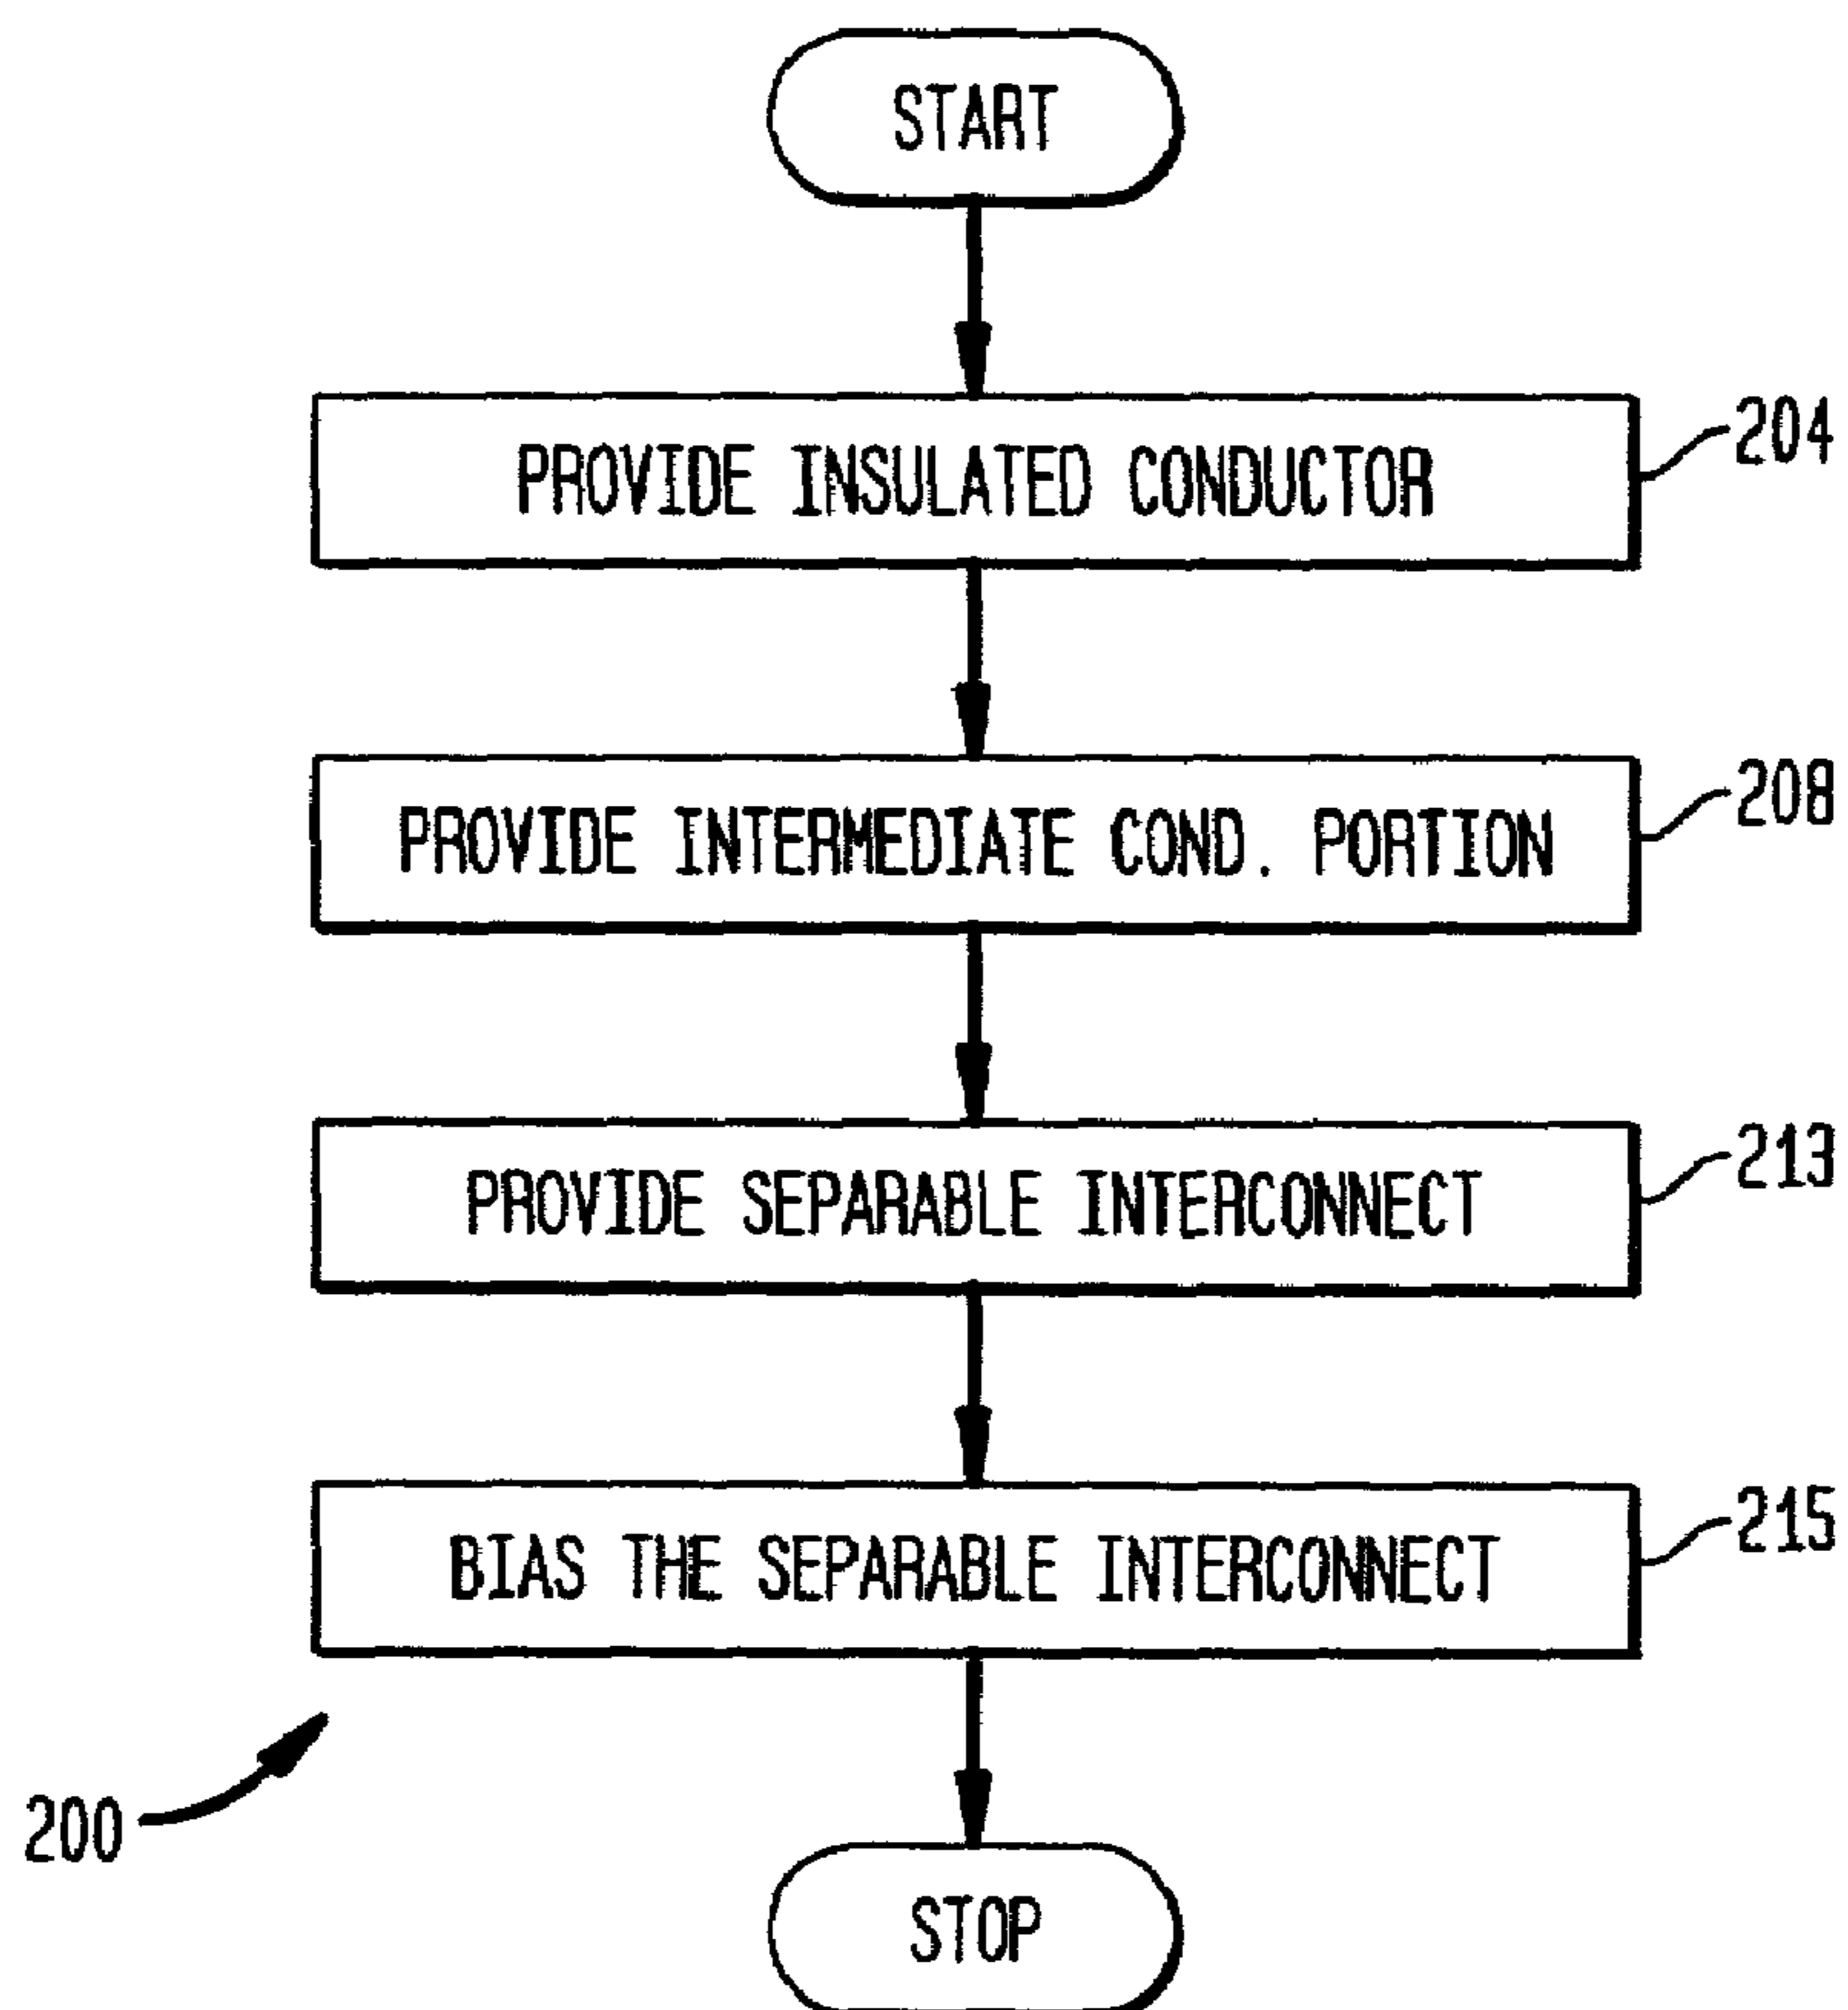 START
PROVIDE INSULATED CONDUCTOR
204
PROVIDE INTERMEDIATE COND. PORTION
208
PROVIDE SEPARABLE INTERCONNECT
213
BIAS THE SEPARABLE INTERCONNECT
215
200
STOP